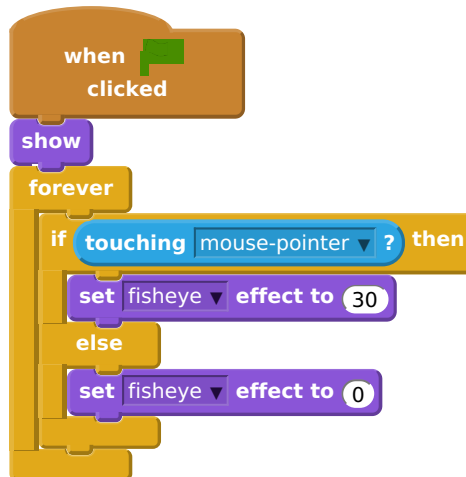 when
clicked
show
forever
if touching mouse-pointer ▼ ? then
set fisheye ▼ effect to 30
else
set fisheye ▼ effect to 0